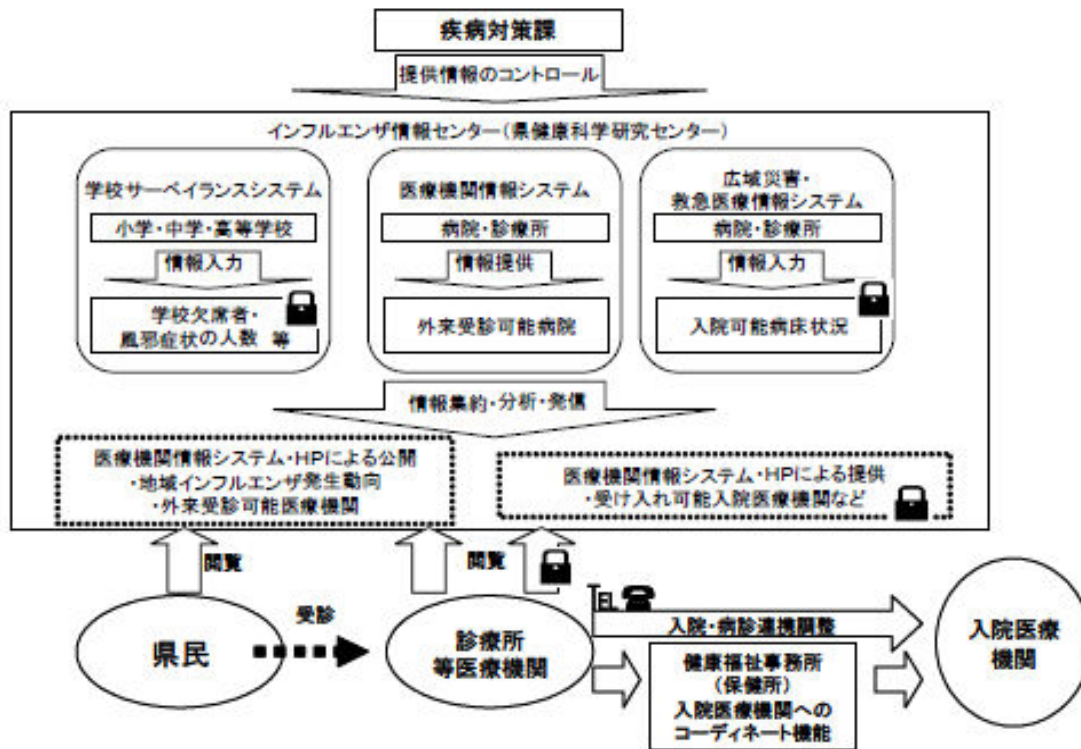 疾病対策課
提供情報のコントロール
インフルエンザ情報センター(県健康科学研究センター)
学校サーベイランスシステム
小学・中学・高等学校
情報入力
学校欠席者・
風邪症状の人数 等
医療機関情報システム
病院・診療所
情報提供
外来受診可能病院
広域災害・
救急医療情報システム
病院・診療所
情報入力
入院可能病床状況
情報集約・分析・発信
医療機関情報システム・HPによる公開
・地域インフルエンザ発生動向
・外来受診可能医療機関
医療機関情報システム・HPによる提供
・受け入れ可能入院医療機関など
閲覧
閲覧
県民
受診
診療所
等医療機関
TEL
入院・病診連携調整
健康福祉事務所
(保健所)
入院医療機関への
コーディネート機能
入院医療
機関